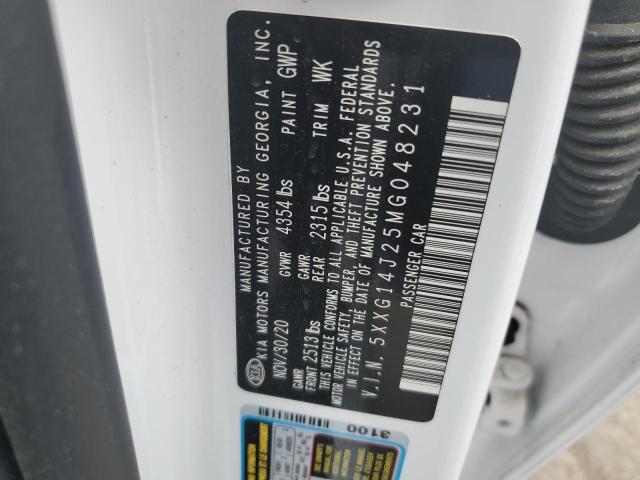 MANUFACTURED BY
KIA MOTORS MANUFACTURING GEORGIA, INC.
NOV/30/20 GVWR 4354 lbs PAINT GWP
GAWR FRONT 2513 lbs GAWR REAR 2315 lbs TRIM WK
THIS VEHICLE CONFORMS TO ALL APPLICABLE U.S.A. FEDERAL
MOTOR VEHICLE SAFETY, BUMPER, AND THEFT PREVENTION STANDARDS
IN EFFECT ON THE DATE OF MANUFACTURE SHOWN ABOVE.
V.I.N. 5XXG14J25MG048231
PASSENGER CAR
KIA
3100